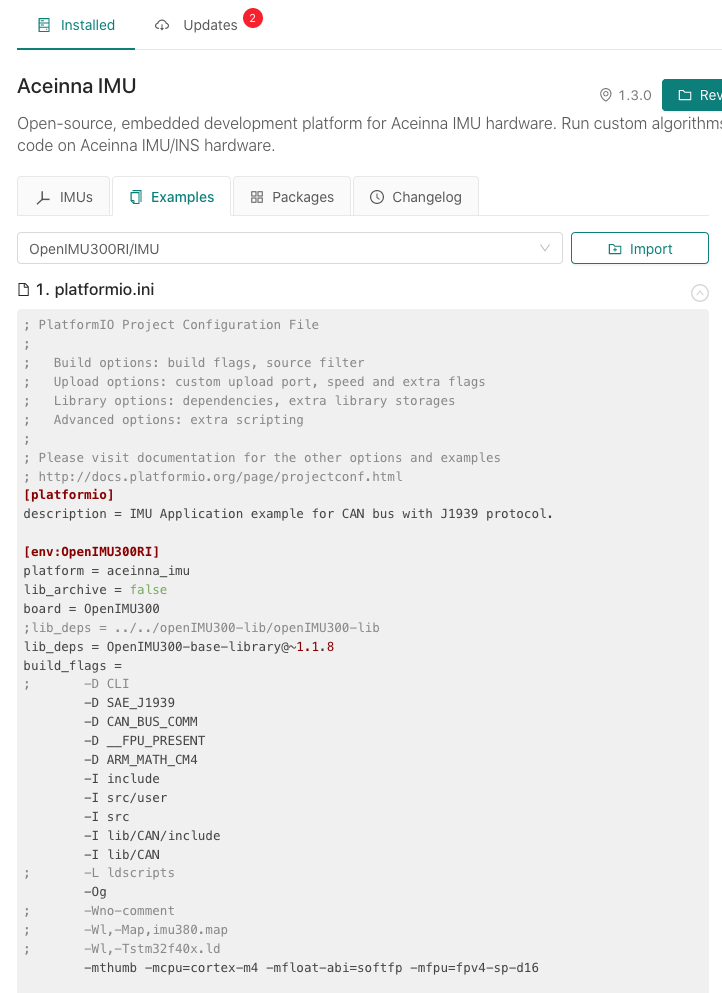 Installed
Updates
2
Aceinna IMU
1.3.0
Open-source, embedded development platform for Aceinna IMU hardware. Run custom algorithms
code on Aceinna IMU/INS hardware.
IMUs
Examples
Packages
Changelog
OpenIMU300RI/IMU
Import
1. platformio.ini
; PlatformIO Project Configuration File
;
;   Build options: build flags, source filter
;   Upload options: custom upload port, speed and extra flags
;   Library options: dependencies, extra library storages
;   Advanced options: extra scripting
;
; Please visit documentation for the other options and examples
; http://docs.platformio.org/page/projectconf.html
[platformio]
description = IMU Application example for CAN bus with J1939 protocol.

[env:OpenIMU300RI]
platform = aceinna_imu
lib_archive = false
board = OpenIMU300
;lib_deps = ../../openIMU300-lib/openIMU300-lib
lib_deps = OpenIMU300-base-library@~1.1.8
build_flags =
;       -D CLI
        -D SAE_J1939
        -D CAN_BUS_COMM
        -D __FPU_PRESENT
        -D ARM_MATH_CM4
        -I include
        -I src/user
        -I src
        -I lib/CAN/include
        -I lib/CAN
;       -L ldscripts
        -Og
;       -Wno-comment
;       -Wl,-Map,imu380.map
;       -Wl,-Tstm32f40x.ld
        -mthumb -mcpu=cortex-m4 -mfloat-abi=softfp -mfpu=fpv4-sp-d16